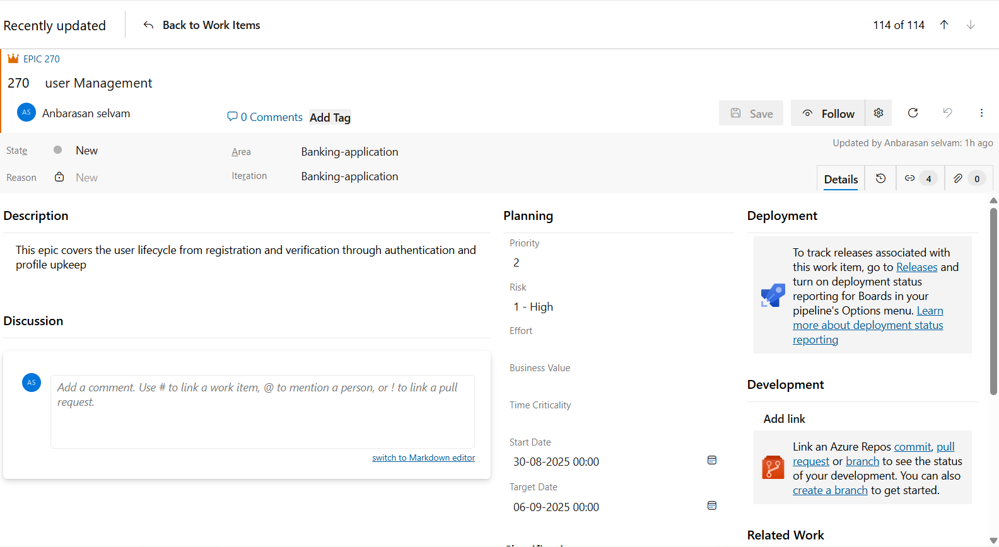 Recently updated
Back to Work Items
114 of 114
EPIC 270
270 user Management
AS Anbarasan selvam
0 Comments
Add Tag
Save
Follow
State
New
Area
Banking-application
Updated by Anbarasan selvam: 1h ago
Reason
New
Iteration
Banking-application
Details
4
0
Description
This epic covers the user lifecycle from registration and verification through authentication and
profile upkeep
Discussion
AS
Add a comment. Use # to link a work item, @ to mention a person, or ! to link a pull
request.
switch to Markdown editor
Planning
Priority
2
Risk
1 - High
Effort
Business Value
Time Criticality
Start Date
30-08-2025 00:00
Target Date
06-09-2025 00:00
Deployment
To track releases associated with
this work item, go to Releases and
turn on deployment status
reporting for Boards in your
pipeline's Options menu. Learn
more about deployment status
reporting
Development
Add link
Link an Azure Repos commit, pull
request or branch to see the status
of your development. You can also
create a branch to get started.
Related Work